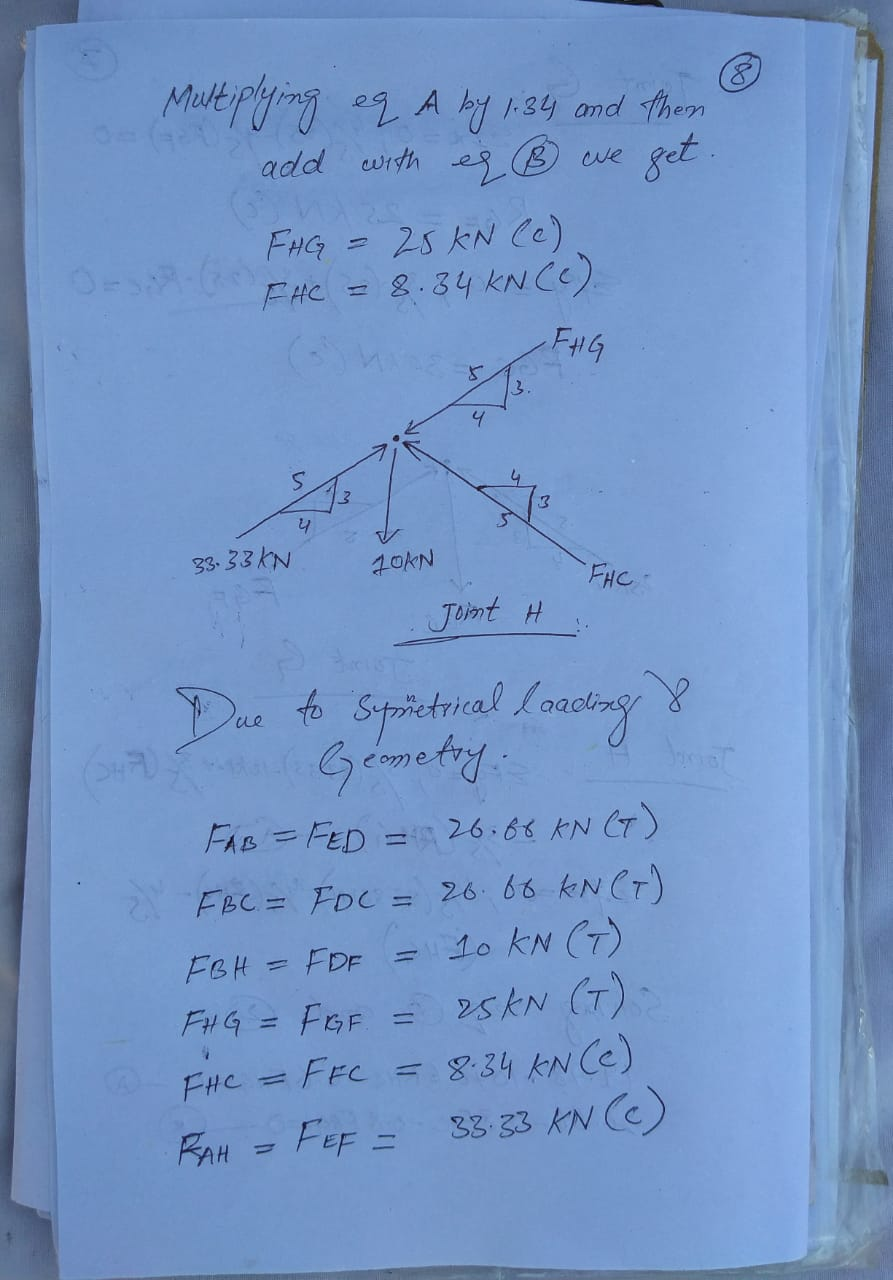 8
Multiplying eq A by 1.34 and then
add with eq B we get.
FHG = 25 KN (c)
FHC = 8.34 KN (c)
FHG
5
3.
4
5
3
4
4
3
5
33.33 KN
10KN
FHC
Joint H
Due to Symetrical loading &
Geometry.
FAB = FED = 26.66 KN (T)
FBC = FDC = 26.66 KN (T)
FBH = FDF = 10 KN (T)
FHG = FGF = 25 KN (T)
FHC = FFC = 8.34 KN (c)
RAH = FEF = 33.33 KN (c)